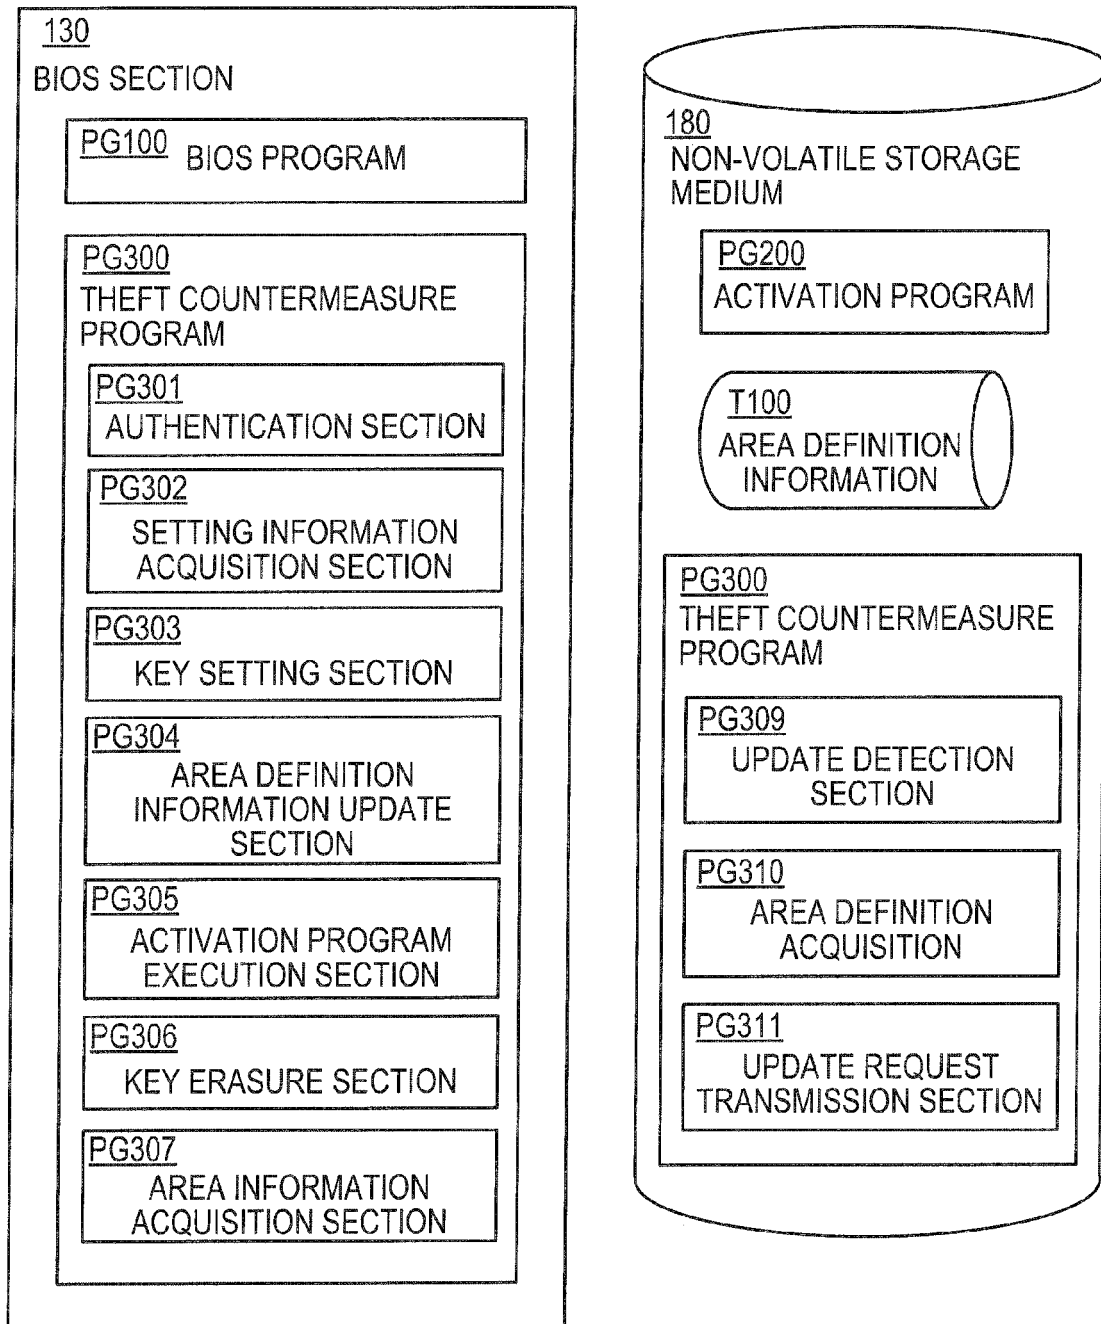 130
BIOS SECTION
PG100 BIOS PROGRAM
PG300
THEFT COUNTERMEASURE
PROGRAM
PG301
AUTHENTICATION SECTION
PG302
SETTING INFORMATION
ACQUISITION SECTION
PG303
KEY SETTING SECTION
PG304
AREA DEFINITION
INFORMATION UPDATE
SECTION
PG305
ACTIVATION PROGRAM
EXECUTION SECTION
PG306
KEY ERASURE SECTION
PG307
AREA INFORMATION
ACQUISITION SECTION
180
NON-VOLATILE STORAGE
MEDIUM
PG200
ACTIVATION PROGRAM
T100
AREA DEFINITION
INFORMATION
PG300
THEFT COUNTERMEASURE
PROGRAM
PG309
UPDATE DETECTION
SECTION
PG310
AREA DEFINITION
ACQUISITION
PG311
UPDATE REQUEST
TRANSMISSION SECTION